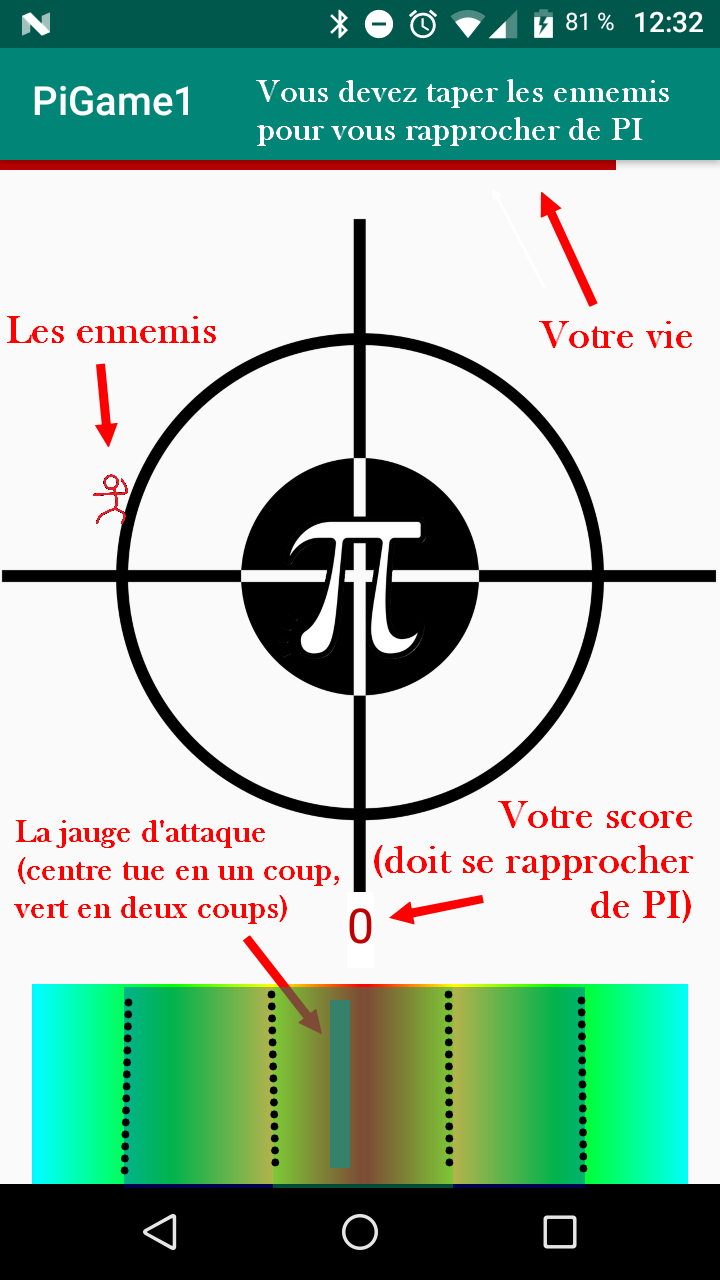 81 % 12:32
PiGame1
Vous devez taper les ennemis
pour vous rapprocher de PI
Les ennemis
Votre vie
π
La jauge d'attaque
(centre tue en un coup,
vert en deux coups)
Votre score
(doit se rapprocher
de PI)
0